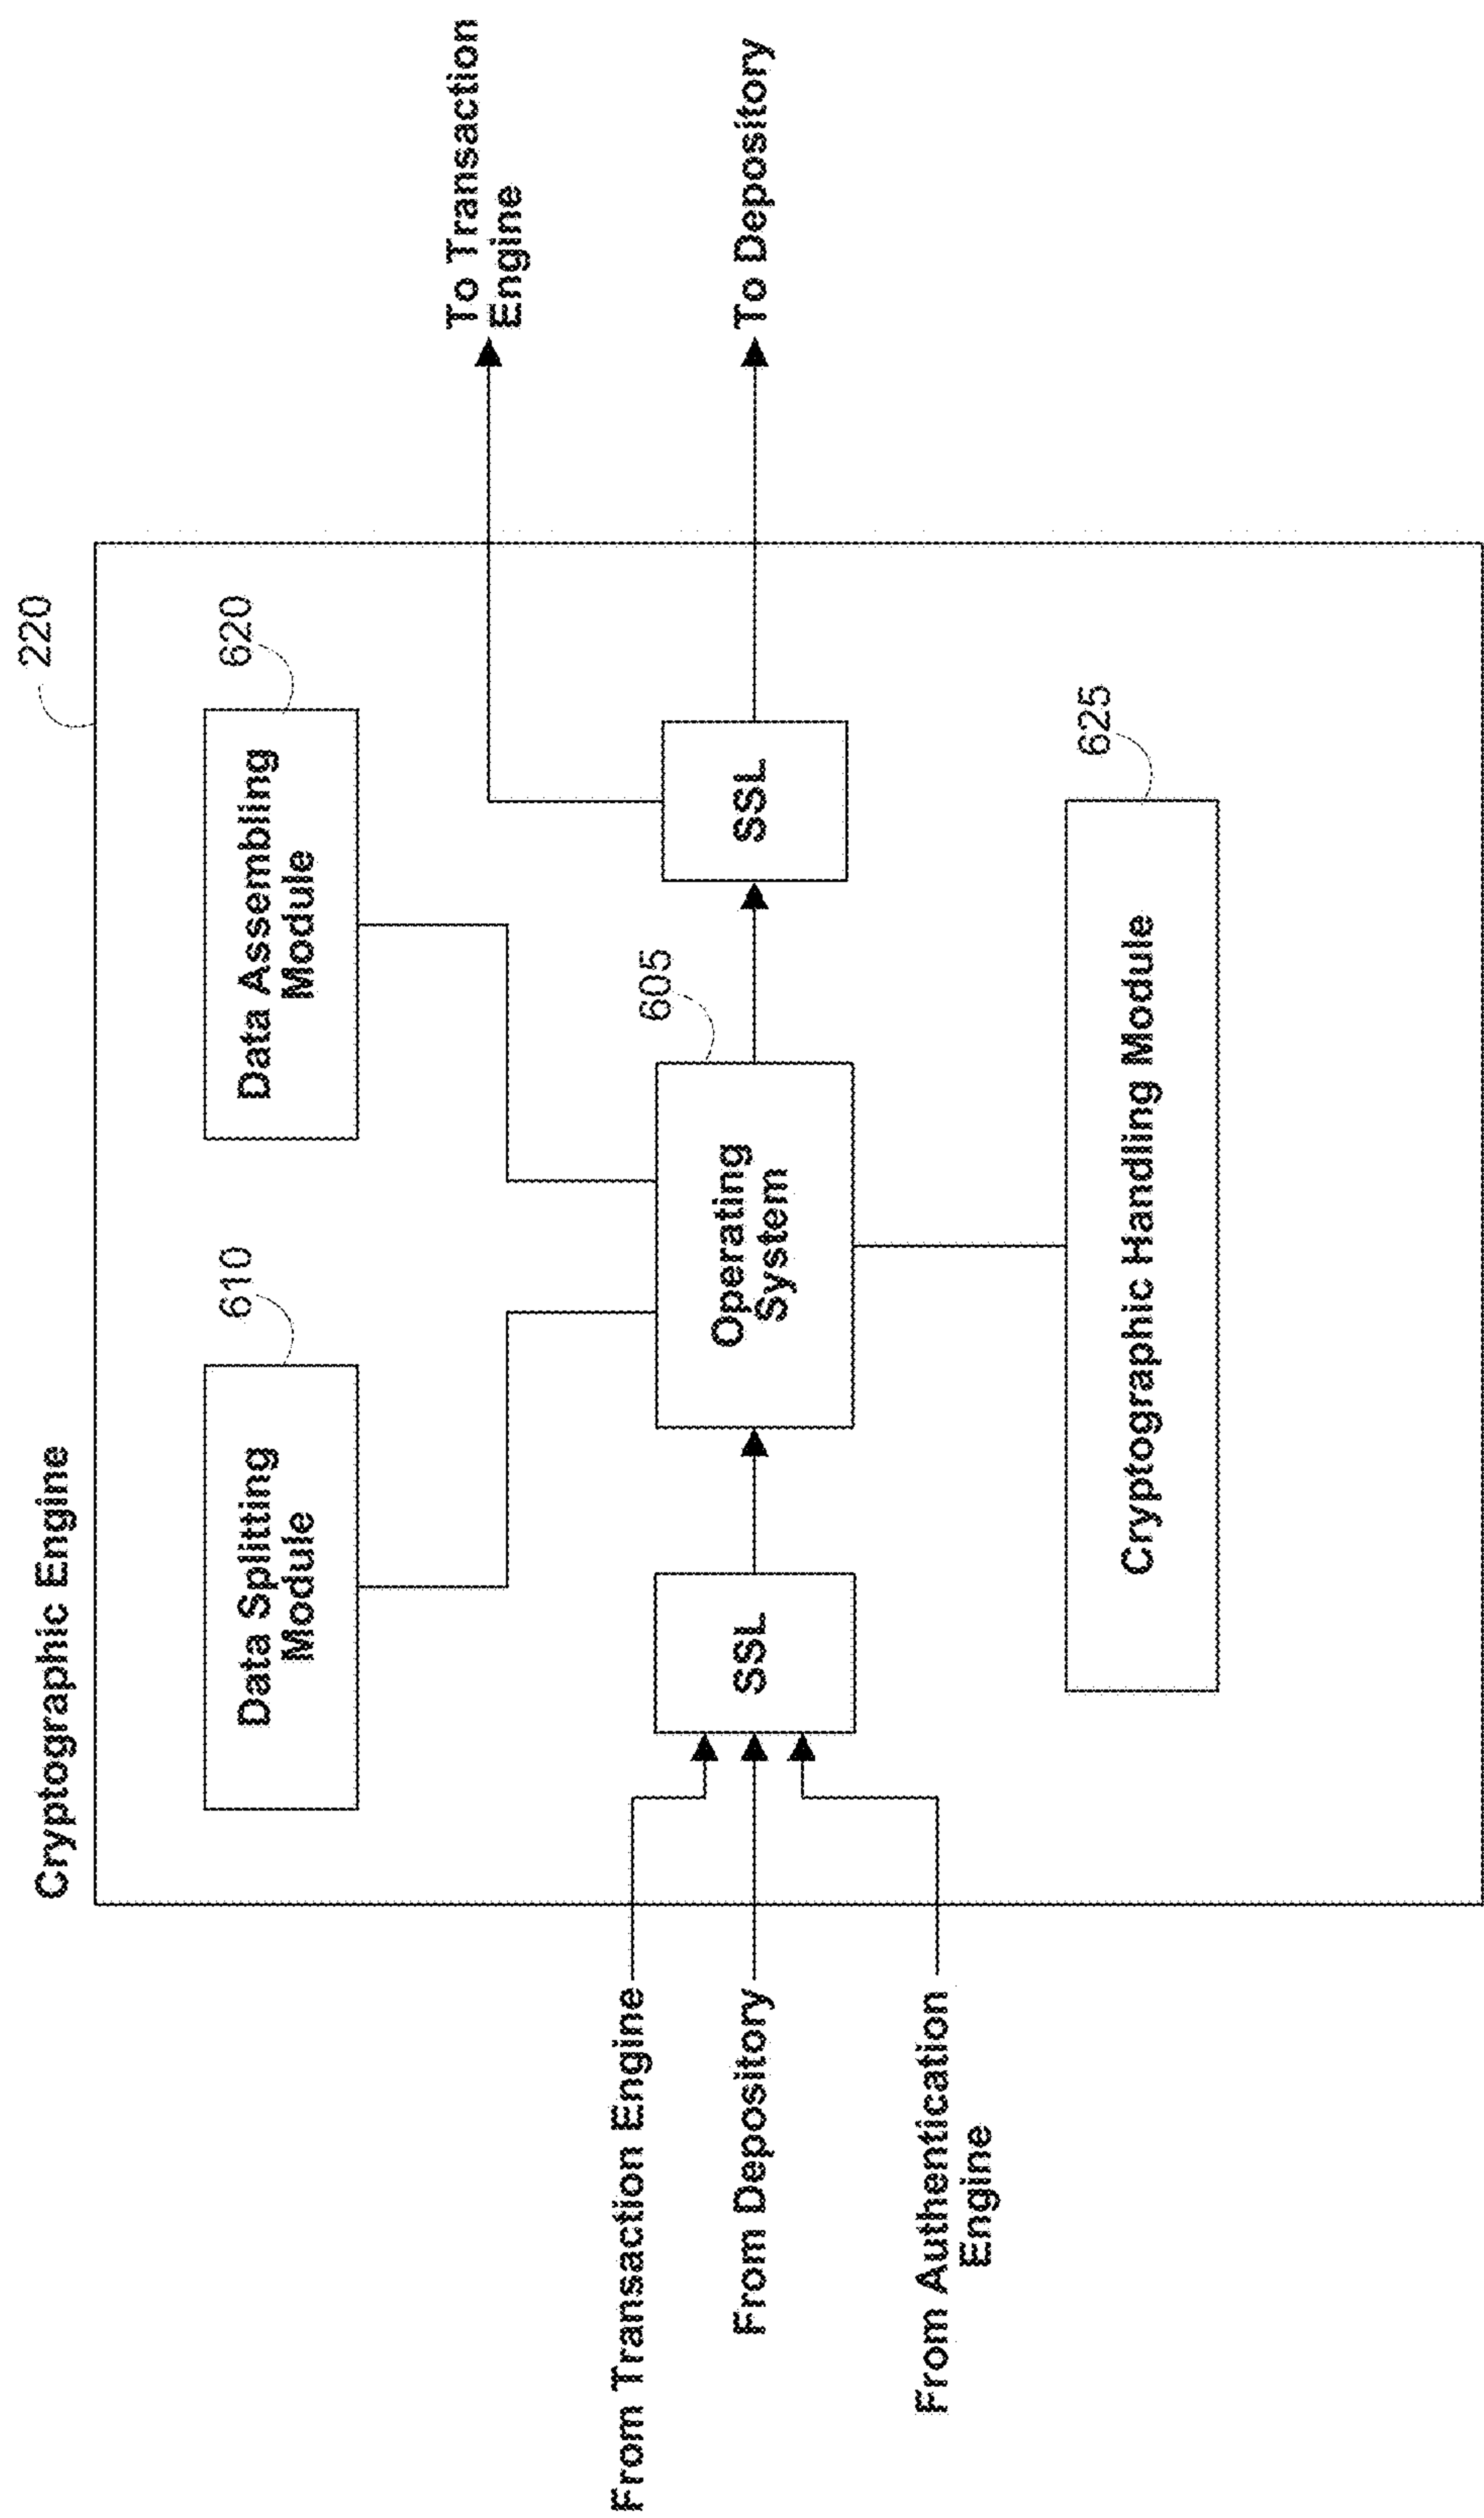 Cryptographic Engine
220
Data Splitting
Module
610
Data Assembling
Module
620
From Transaction Engine
From Depository
From Authentication
Engine
SSL
Operating
System
605
SSL
To Transaction
Engine
To Depository
Cryptographic Handling Module
625